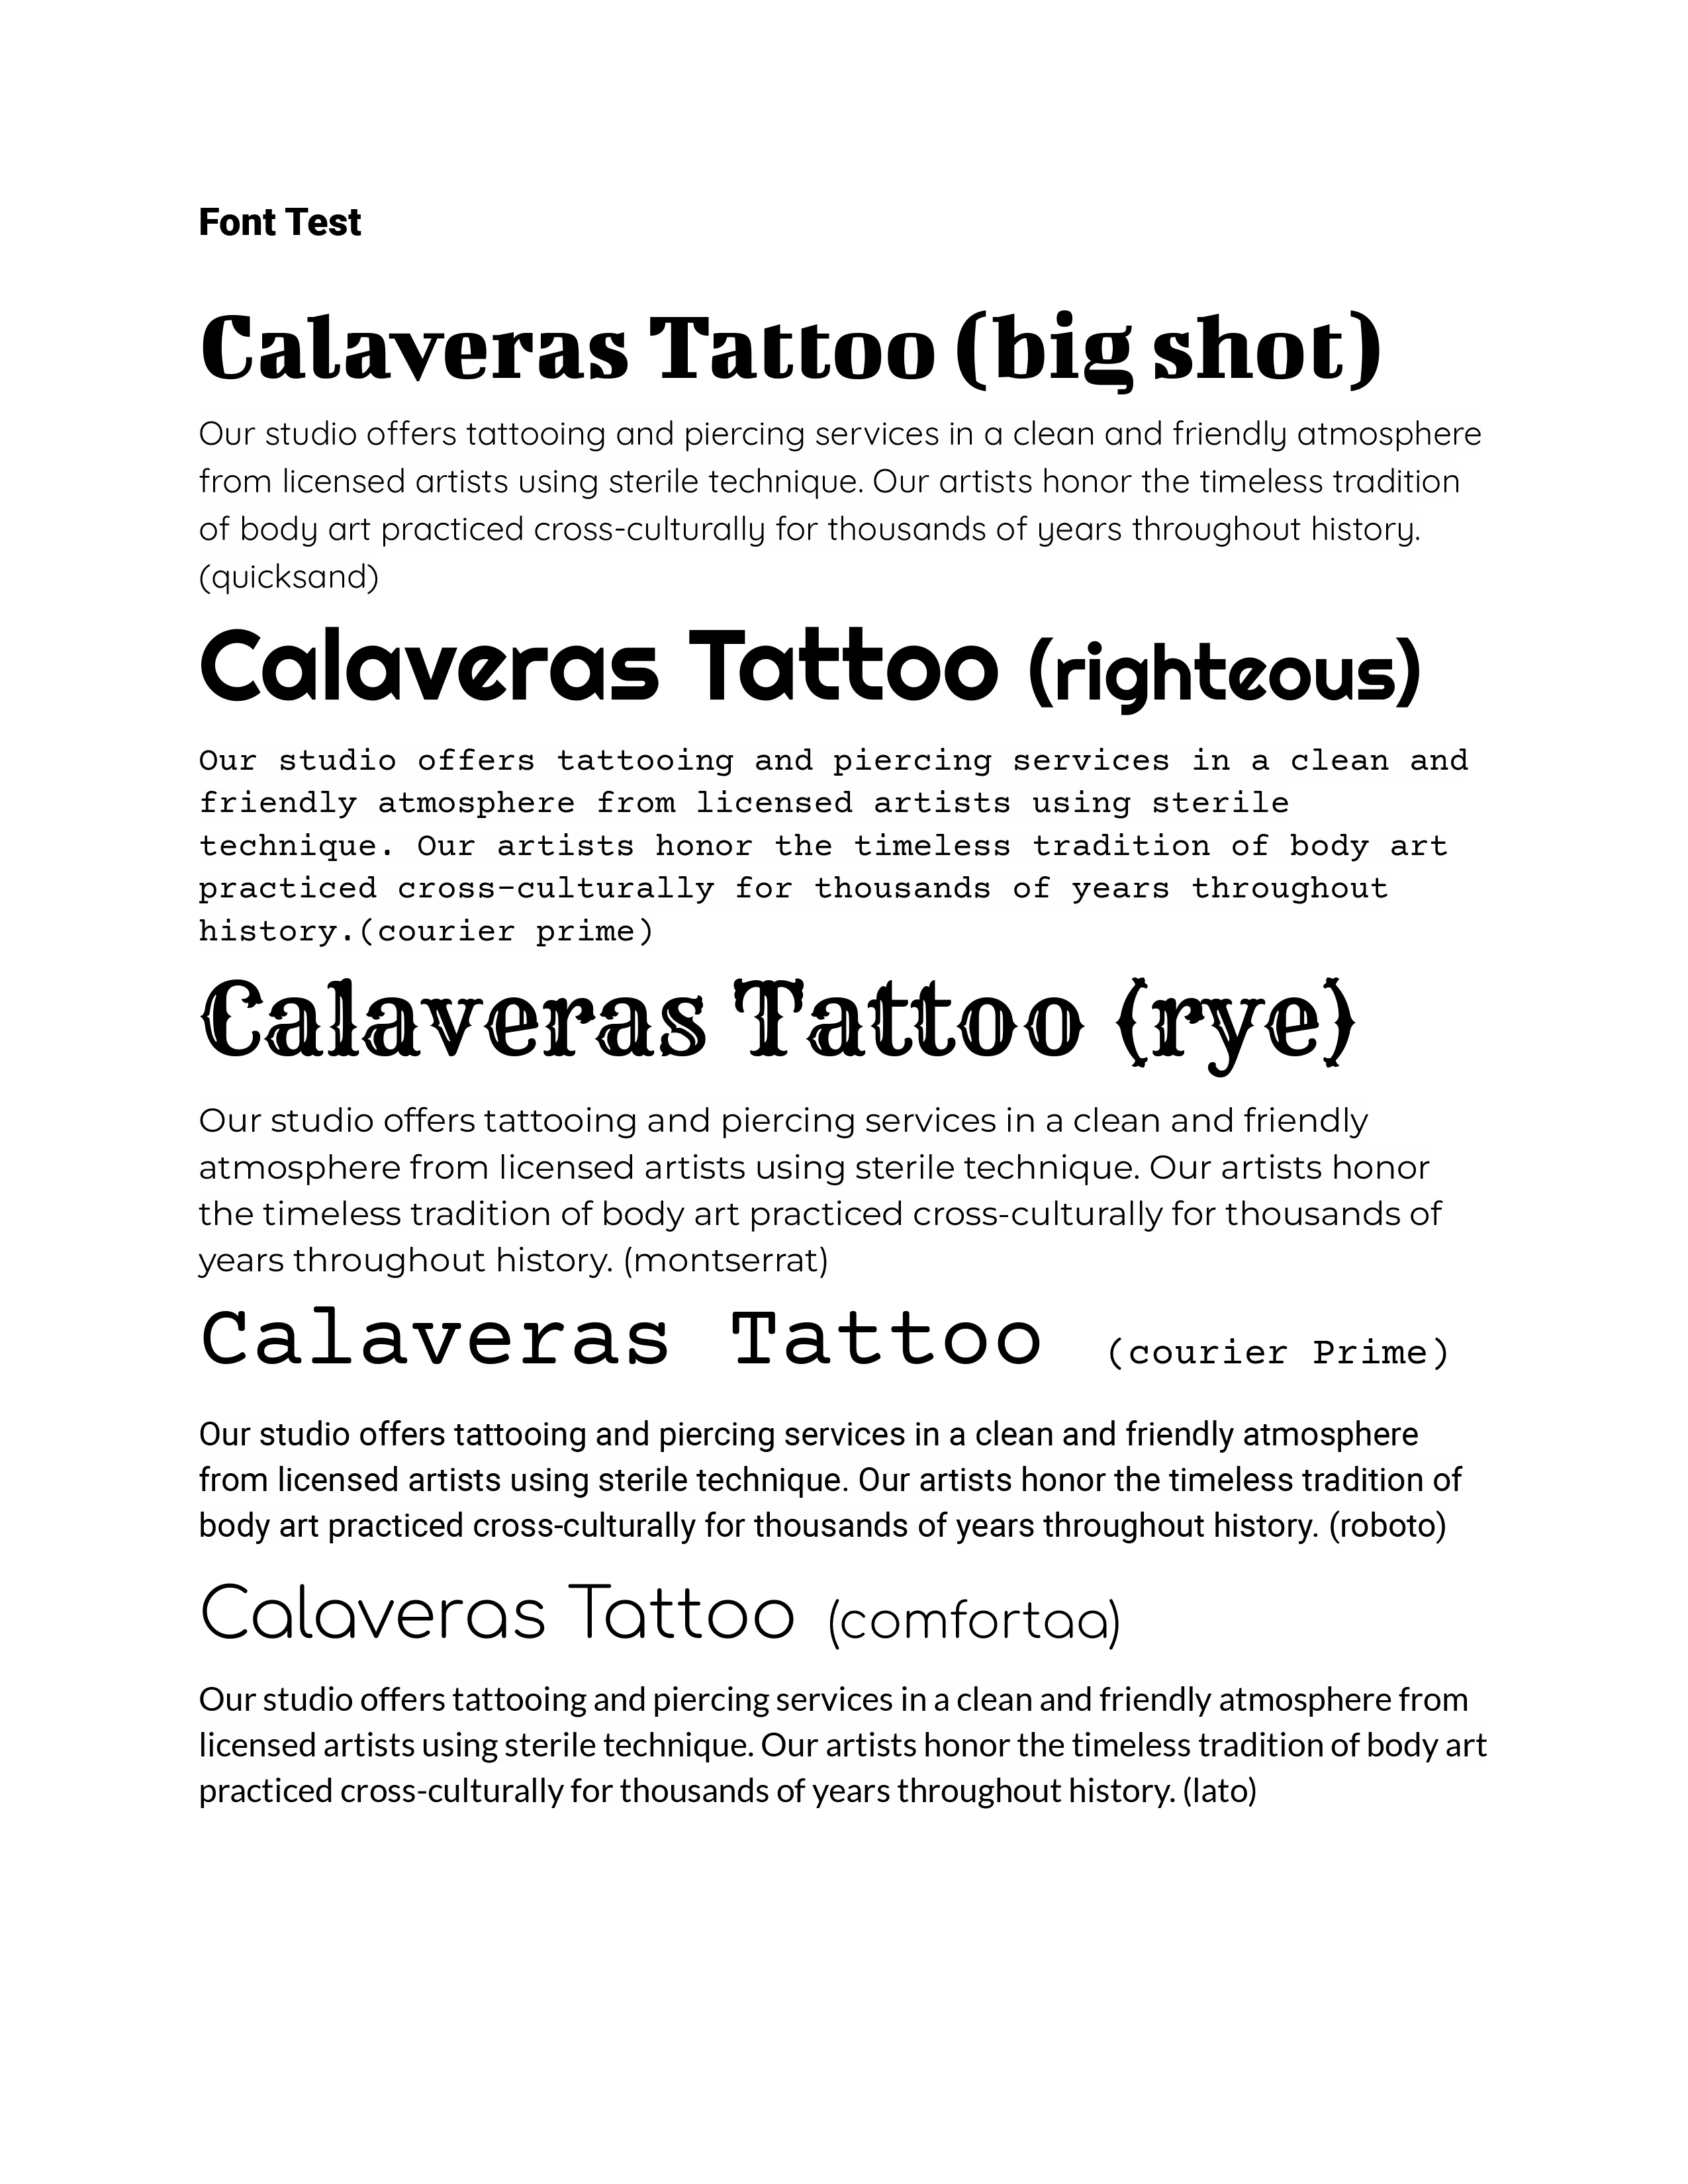 Font Test
Calaveras Tattoo (big shot)
Our studio offers tattooing and piercing services in a clean and friendly atmosphere
from licensed artists using sterile technique. Our artists honor the timeless tradition
of body art practiced cross-culturally for thousands of years throughout history.
(quicksand)
Calaveras Tattoo (righteous)
Our studio offers tattooing and piercing services in a clean and
friendly atmosphere from licensed artists using sterile
technique. Our artists honor the timeless tradition of body art
practiced cross-culturally for thousands of years throughout
history.(courier prime)
Calaveras Tattoo (rye)
Our studio offers tattooing and piercing services in a clean and friendly
atmosphere from licensed artists using sterile technique. Our artists honor
the timeless tradition of body art practiced cross-culturally for thousands of
years throughout history. (montserrat)
Calaveras Tattoo (courier Prime)
Our studio offers tattooing and piercing services in a clean and friendly atmosphere
from licensed artists using sterile technique. Our artists honor the timeless tradition of
body art practiced cross-culturally for thousands of years throughout history. (roboto)
Calaveras Tattoo (comfortaa)
Our studio offers tattooing and piercing services in a clean and friendly atmosphere from
licensed artists using sterile technique. Our artists honor the timeless tradition of body art
practiced cross-culturally for thousands of years throughout history. (lato)